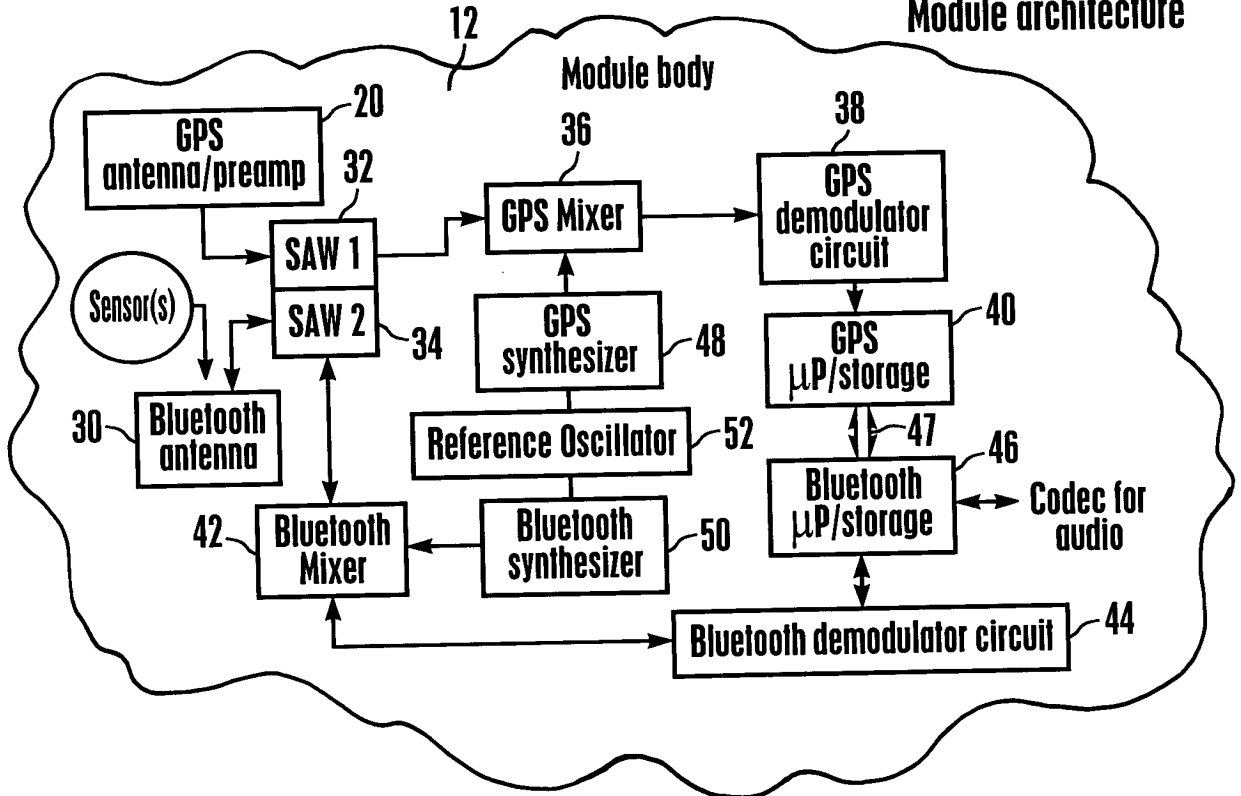 Module architecture
12
Module body
20
GPS
antenna/preamp
32
SAW 1
36
GPS Mixer
38
GPS
demodulator
circuit
Sensor(s)
SAW 2
34
GPS
synthesizer
48
40
GPS
µP/storage
30
Bluetooth
antenna
Reference Oscillator
52
47
46
Bluetooth
µP/storage
Codec for
audio
42
Bluetooth
Mixer
Bluetooth
synthesizer
50
Bluetooth demodulator circuit
44